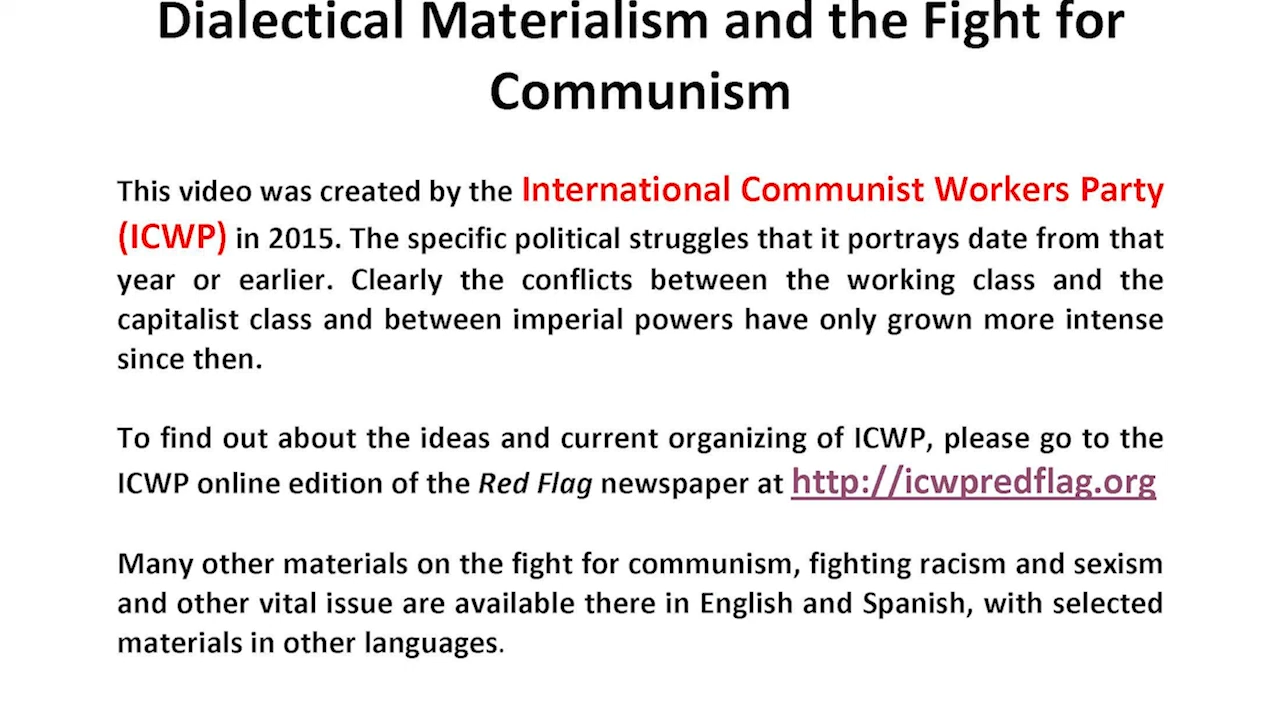 Dialectical Materialism and the Fight for
Communism
This video was created by the International Communist Workers Party
(ICWP) in 2015. The specific political struggles that it portrays date from that
year or earlier. Clearly the conflicts between the working class and the
capitalist class and between imperial powers have only grown more intense
since then.
To find out about the ideas and current organizing of ICWP, please go to the
ICWP online edition of the Red Flag newspaper at http://icwpredflag.org
Many other materials on the fight for communism, fighting racism and sexism
and other vital issue are available there in English and Spanish, with selected
materials in other languages.